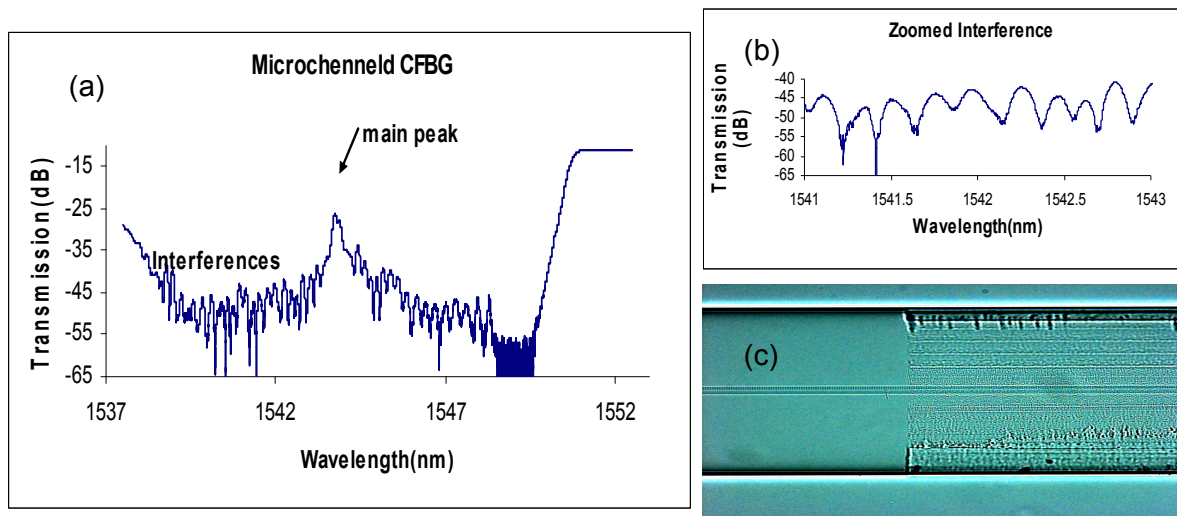 Microchenneld CFBG
(a)
main peak
Interferences
Transmission (dB)
-15
-25
-35
-45
-55
-65
1537
1542
1547
1552
Wavelength(nm)
Zoomed Interference
(b)
Transmission (dB)
-40
-45
-50
-55
-60
-65
1541
1541.5
1542
1542.5
1543
Wavelength(nm)
(c)